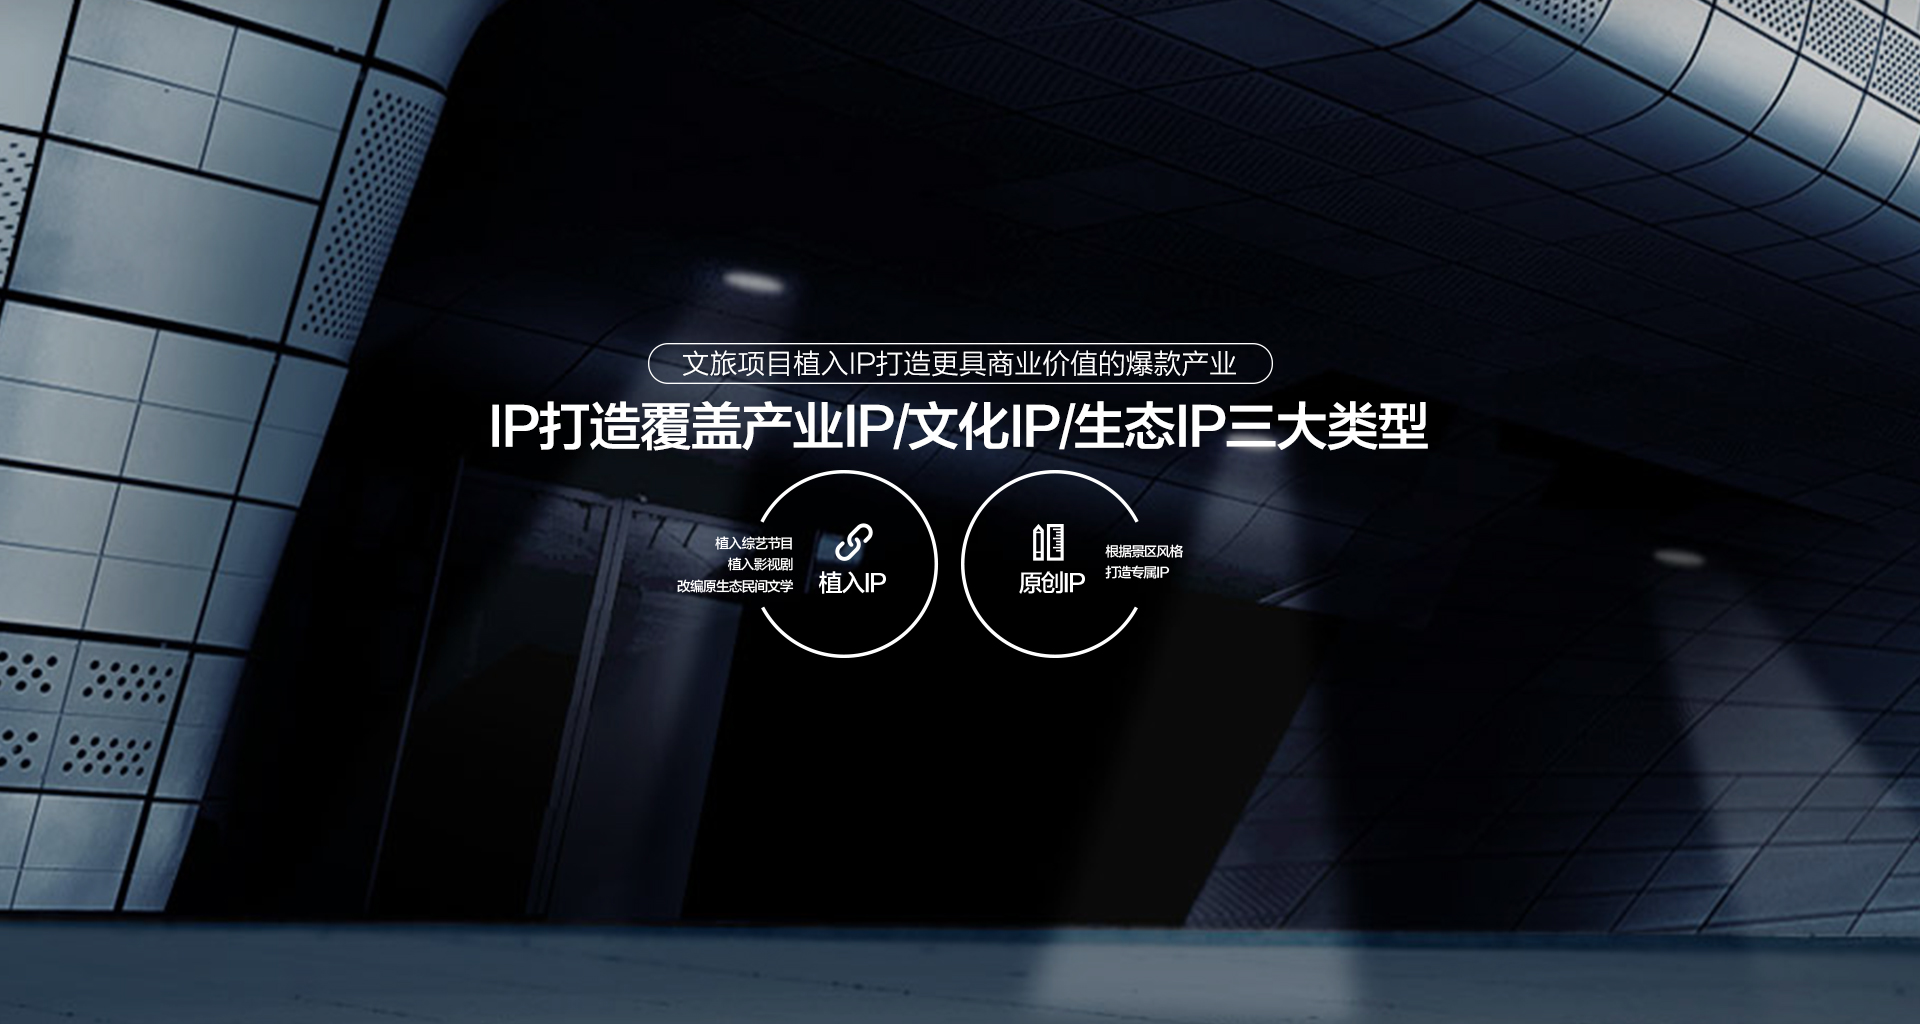 文旅项目植入IP打造更具商业价值的爆款产业
IP打造覆盖产业IP/文化IP/生态IP三大类型
植入综艺节目
植入影视剧
改编原生态民间文学
植入IP
原创IP
根据景区风格
打造专属IP